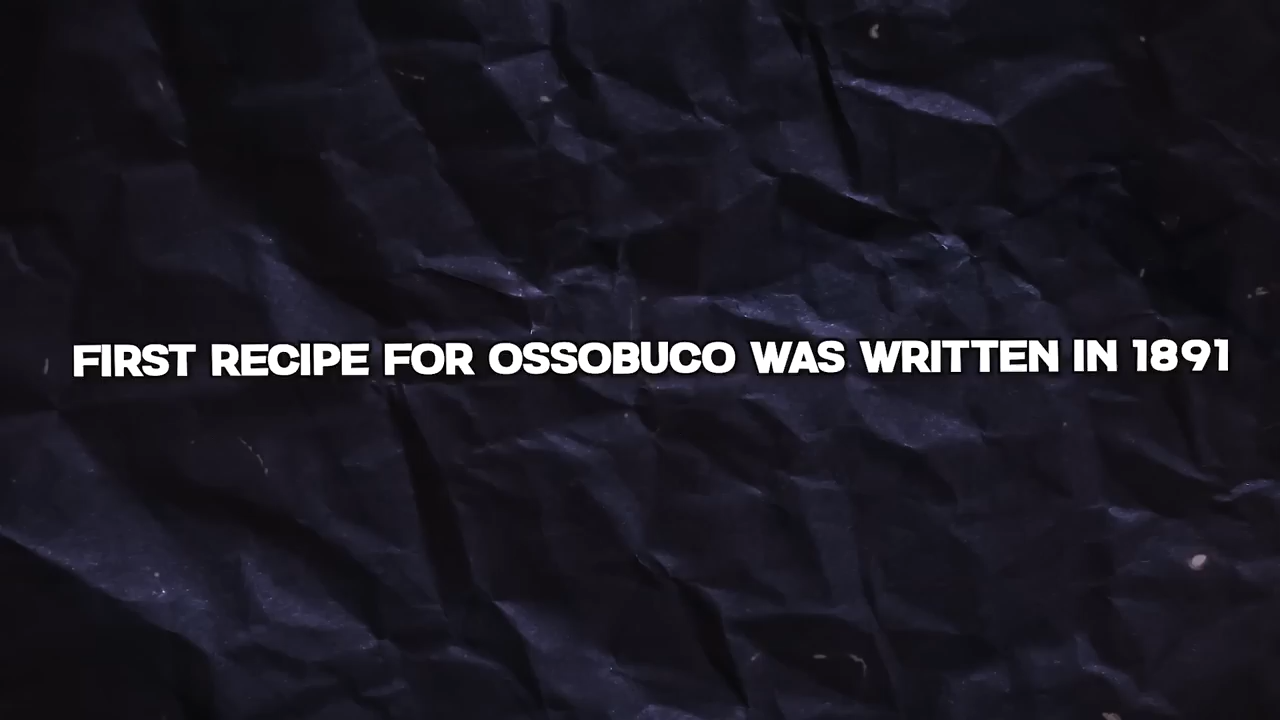 FIRST RECIPE FOR OSSOBUCO WAS WRITTEN IN 1891